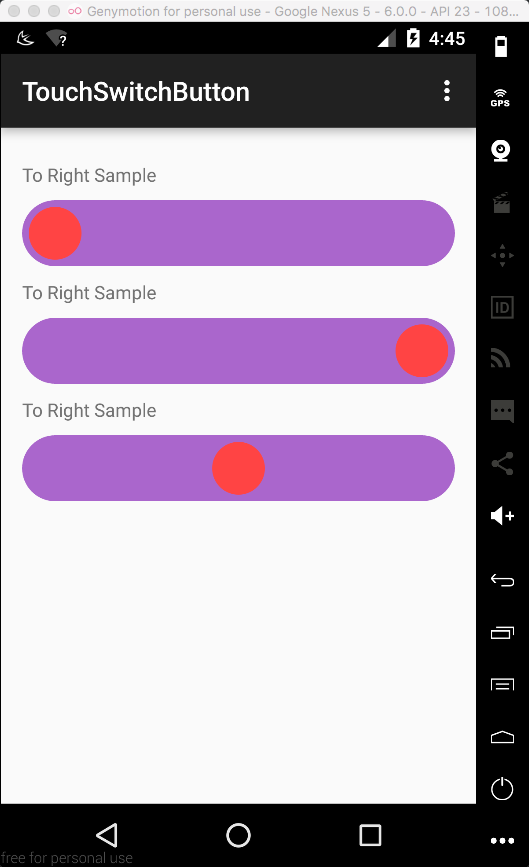 Genymotion for personal use - Google Nexus 5 - 6.0.0 - API 23 - 108...
? 4:45
TouchSwitchButton
GPS
To Right Sample
To Right Sample
ID
To Right Sample
free for personal use